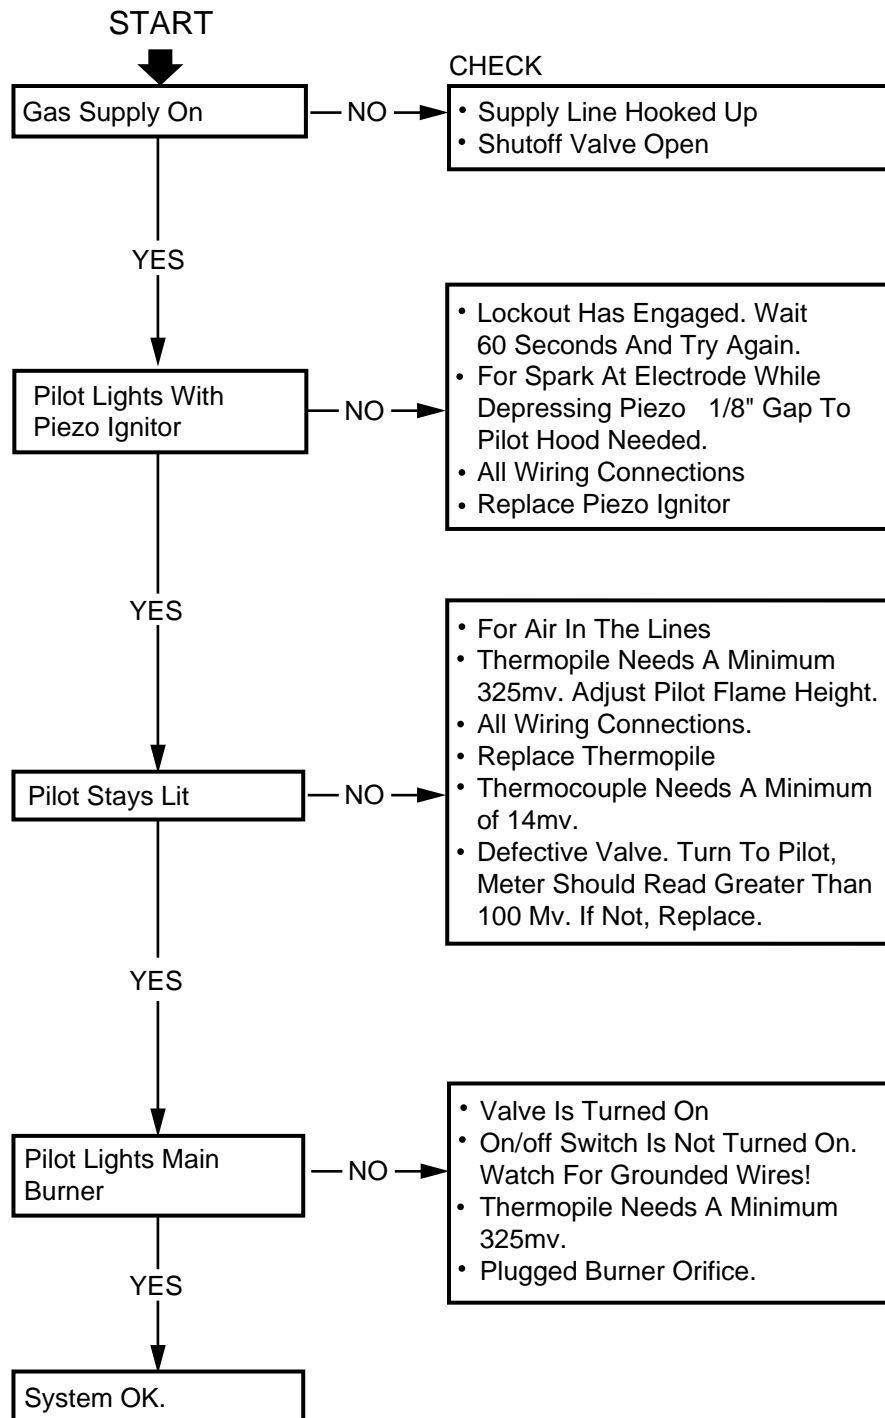 START
CHECK
Gas Supply On
NO
• Supply Line Hooked Up
• Shutoff Valve Open
YES
Pilot Lights With
Piezo Ignitor
NO
• Lockout Has Engaged. Wait
60 Seconds And Try Again.
• For Spark At Electrode While
Depressing Piezo 1/8" Gap To
Pilot Hood Needed.
• All Wiring Connections
• Replace Piezo Ignitor
YES
Pilot Stays Lit
NO
• For Air In The Lines
• Thermopile Needs A Minimum
325mv. Adjust Pilot Flame Height.
• All Wiring Connections.
• Replace Thermopile
• Thermocouple Needs A Minimum
of 14mv.
• Defective Valve. Turn To Pilot,
Meter Should Read Greater Than
100 Mv. If Not, Replace.
YES
Pilot Lights Main
Burner
NO
• Valve Is Turned On
• On/off Switch Is Not Turned On.
Watch For Grounded Wires!
• Thermopile Needs A Minimum
325mv.
• Plugged Burner Orifice.
YES
System OK.